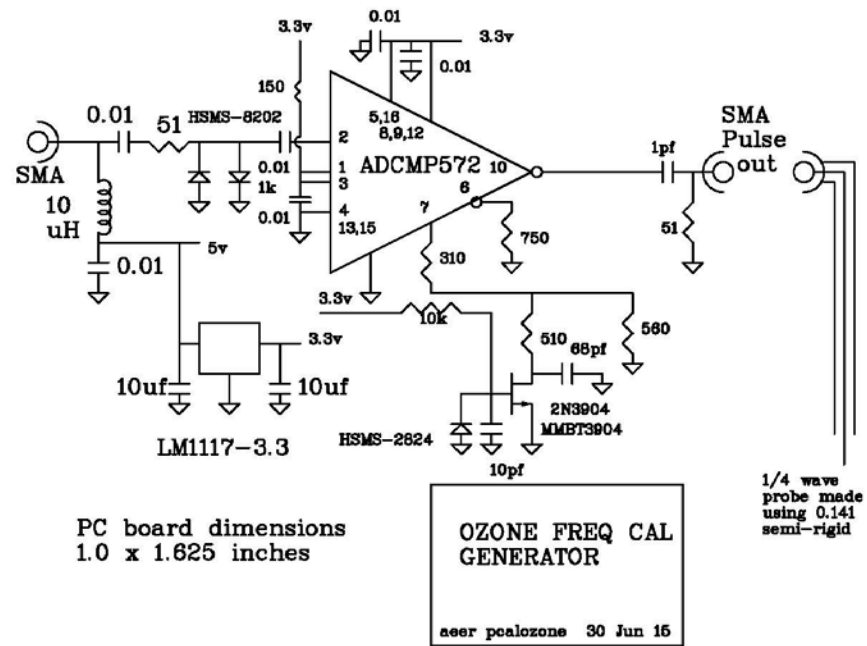 0.01
3.3v
3.3v
0.01
150
0.01
51
HSMS-8202
5,16
8,9,12
2
ADCMP572
10
SMA
Pulse
out
1pf
SMA
0.01
1
1k
3
6
10
uH
0.01
4
7
13,15
51
750
5v
310
0.01
3.3v
10k
3.3v
510
560
68pf
10uf
10uf
2N3904
HSMS-2824
MMBT3904
LM1117-3.3
10pf
1/4 wave
probe made
using 0.141
semi-rigid
PC board dimensions
1.0 x 1.625 inches
OZONE FREQ CAL
GENERATOR
aeer pcalozone 30 Jun 15